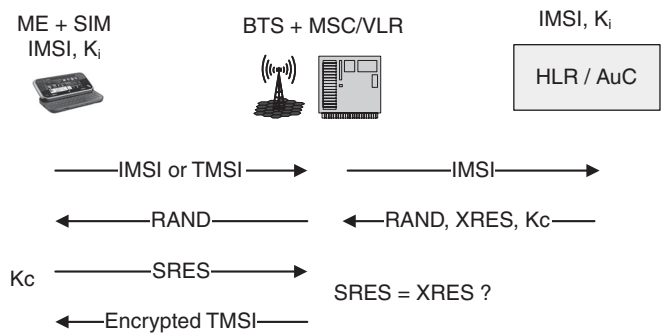 ME + SIM
IMSI, Ki
BTS + MSC/VLR
IMSI, Ki
HLR / AuC
IMSI or TMSI
IMSI
RAND
RAND, XRES, Kc
Kc
SRES
SRES = XRES ?
Encrypted TMSI